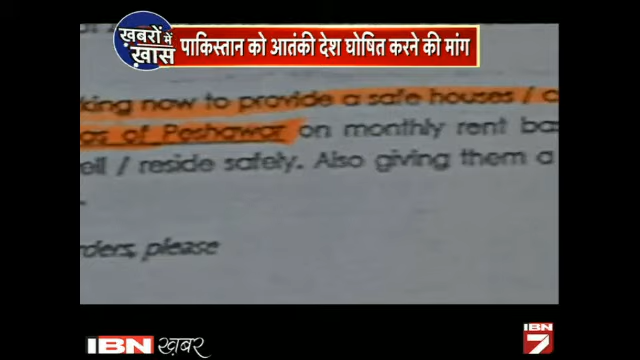 ख़बरों में
ख़ास
पाकिस्तान को आतंकी देश घोषित करने की मांग
king now to provide a safe houses /
as of Peshawar on monthly rent ba
ell / reside safely. Also giving them a
rders, please
IBN ख़बर
IBN
7